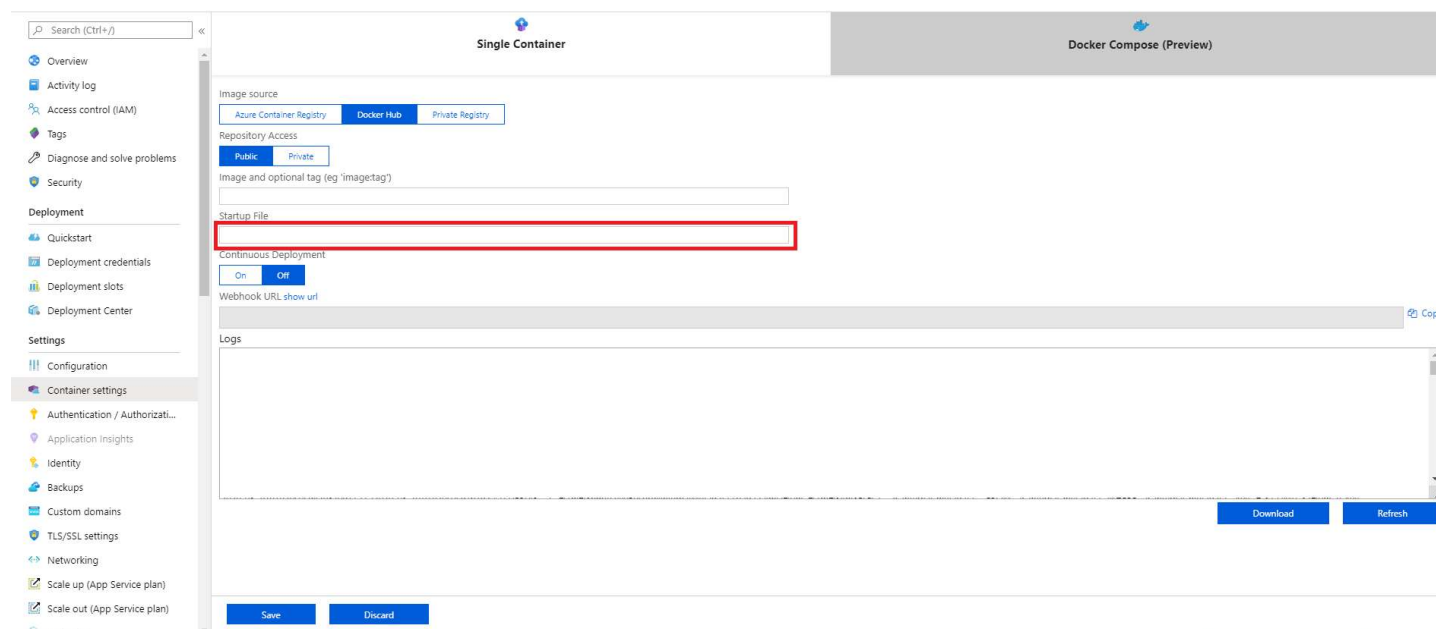 Search (Ctrl+/)
«
Overview
Activity log
Access control (IAM)
Tags
Diagnose and solve problems
Security
Deployment
Quickstart
Deployment credentials
Deployment slots
Deployment Center
Settings
Configuration
Container settings
Authentication / Authorizati...
Application Insights
Identity
Backups
Custom domains
TLS/SSL settings
Networking
Scale up (App Service plan)
Scale out (App Service plan)
Single Container
Docker Compose (Preview)
Image source
Azure Container Registry Docker Hub Private Registry
Repository Access
Public Private
Image and optional tag (eg 'image:tag')
Startup File
Continuous Deployment
On Off
Webhook URL show url
Cop
Logs
Download Refresh
Save Discard